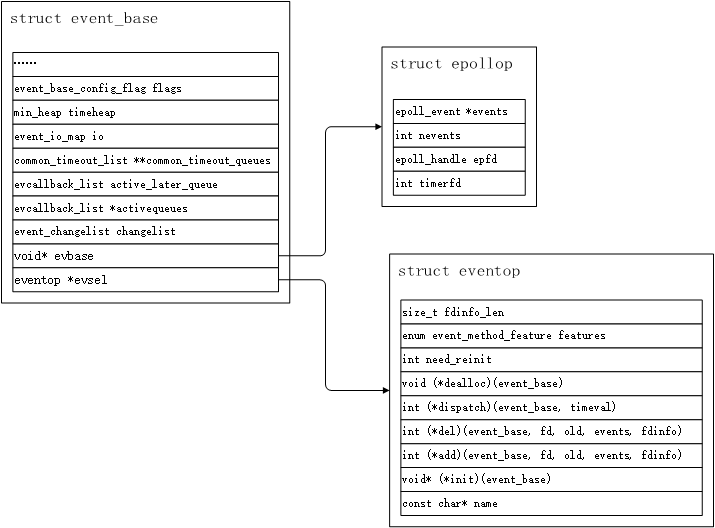 struct event_base
......
event_base_config_flag flags
min_heap timeheap
event_io_map io
common_timeout_list **common_timeout_queues
evcallback_list active_later_queue
evcallback_list *activequeues
event_changelist changelist
void* evbase
eventop *evsel
struct epollop
epoll_event *events
int nevents
epoll_handle epfd
int timerfd
struct eventop
size_t fdinfo_len
enum event_method_feature features
int need_reinit
void (*dealloc)(event_base)
int (*dispatch)(event_base, timeval)
int (*del)(event_base, fd, old, events, fdinfo)
int (*add)(event_base, fd, old, events, fdinfo)
void* (*init)(event_base)
const char* name